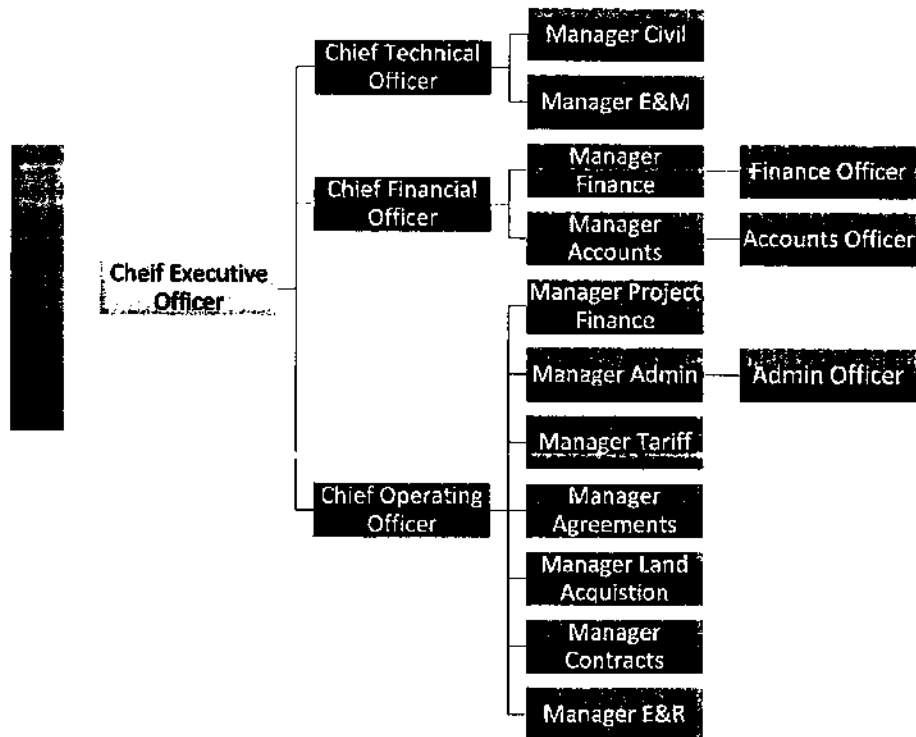 Cheif Executive
Officer
Chief Technical
Officer
Manager Civil
Manager E&M
Chief Financial
Officer
Manager
Finance
Finance Officer
Manager
Accounts
Accounts Officer
Chief Operating
Officer
Manager Project
Finance
Manager Admin
Admin Officer
Manager Tariff
Manager
Agreements
Manager Land
Acquistion
Manager
Contracts
Manager E&R